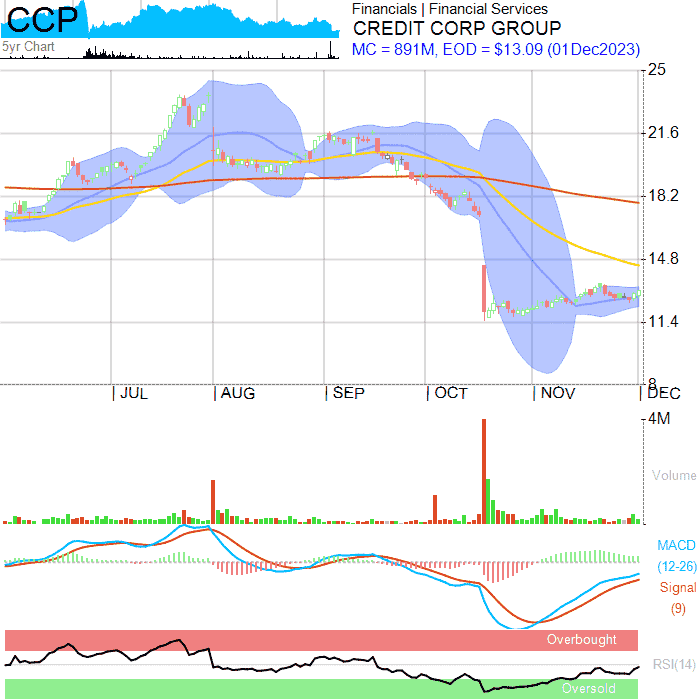 CCP
5yr Chart
Financials | Financial Services
CREDIT CORP GROUP
MC = 891M, EOD = $13.09 (01Dec2023)
25
21.6
18.2
14.8
11.4
8
JUL
AUG
SEP
OCT
NOV
DEC
4M
Volume
MACD
(12-26)
Signal
(9)
Overbought
RSI(14)
Oversold